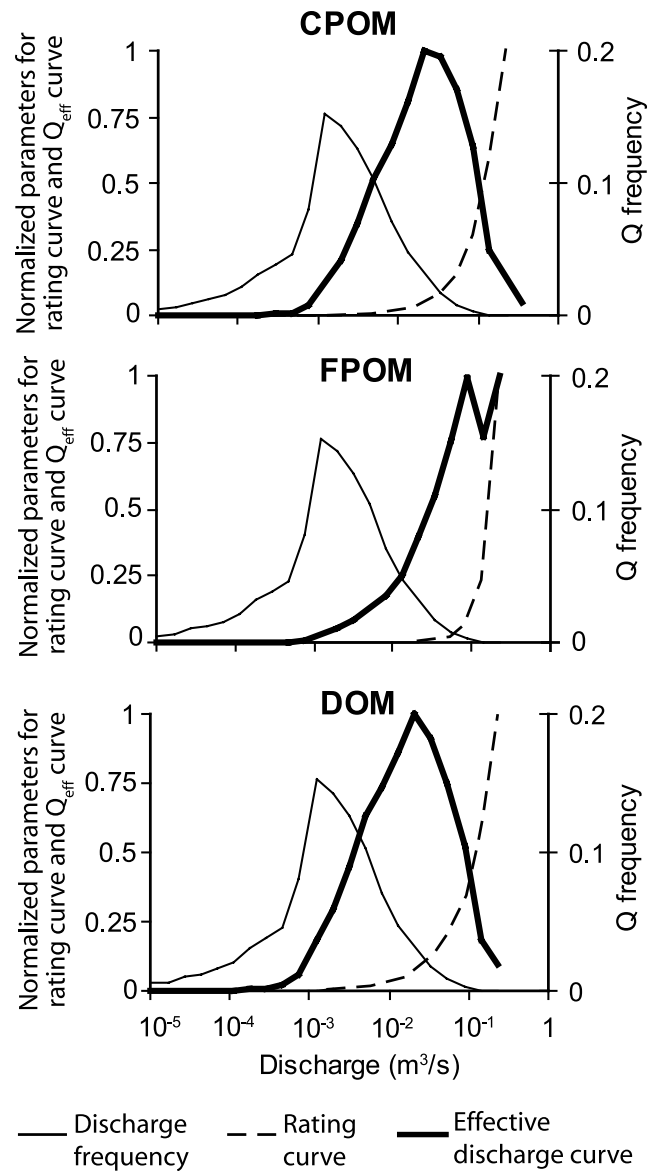 CPOM
Normalized parameters for
rating curve and Qeff curve
1
0.75
0.5
0.25
0
0.2
0.1
0
Q frequency
FPOM
Normalized parameters for
rating curve and Qeff curve
1
0.75
0.5
0.25
0
0.2
0.1
0
Q frequency
DOM
Normalized parameters for
rating curve and Qeff curve
1
0.75
0.5
0.25
0
0.2
0.1
0
Q frequency
10-5 10-4 10-3 10-2 10-1 1
Discharge (m3/s)
Discharge
frequency
Rating
curve
Effective
discharge curve